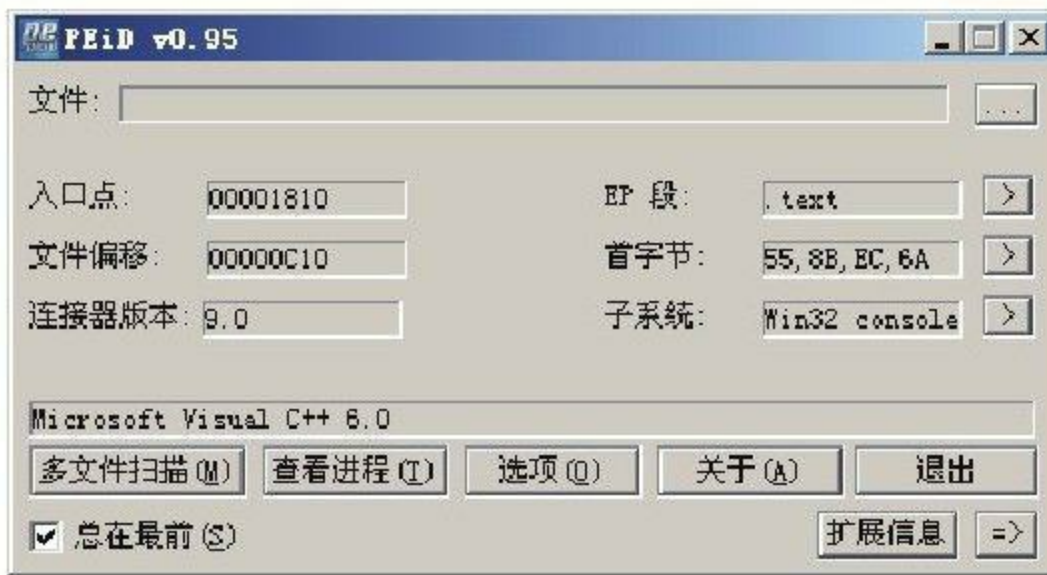 PEiD v0.95
文件: ...
入口点: 00001810 EP 段: .text >
文件偏移: 00000C10 首字节: 55,8B,EC,6A >
连接器版本: 9.0 子系统: Win32 console >
Microsoft Visual C++ 6.0
多文件扫描(M) 查看进程(T) 选项(O) 关于(A) 退出
总在最前(S) 扩展信息 =>